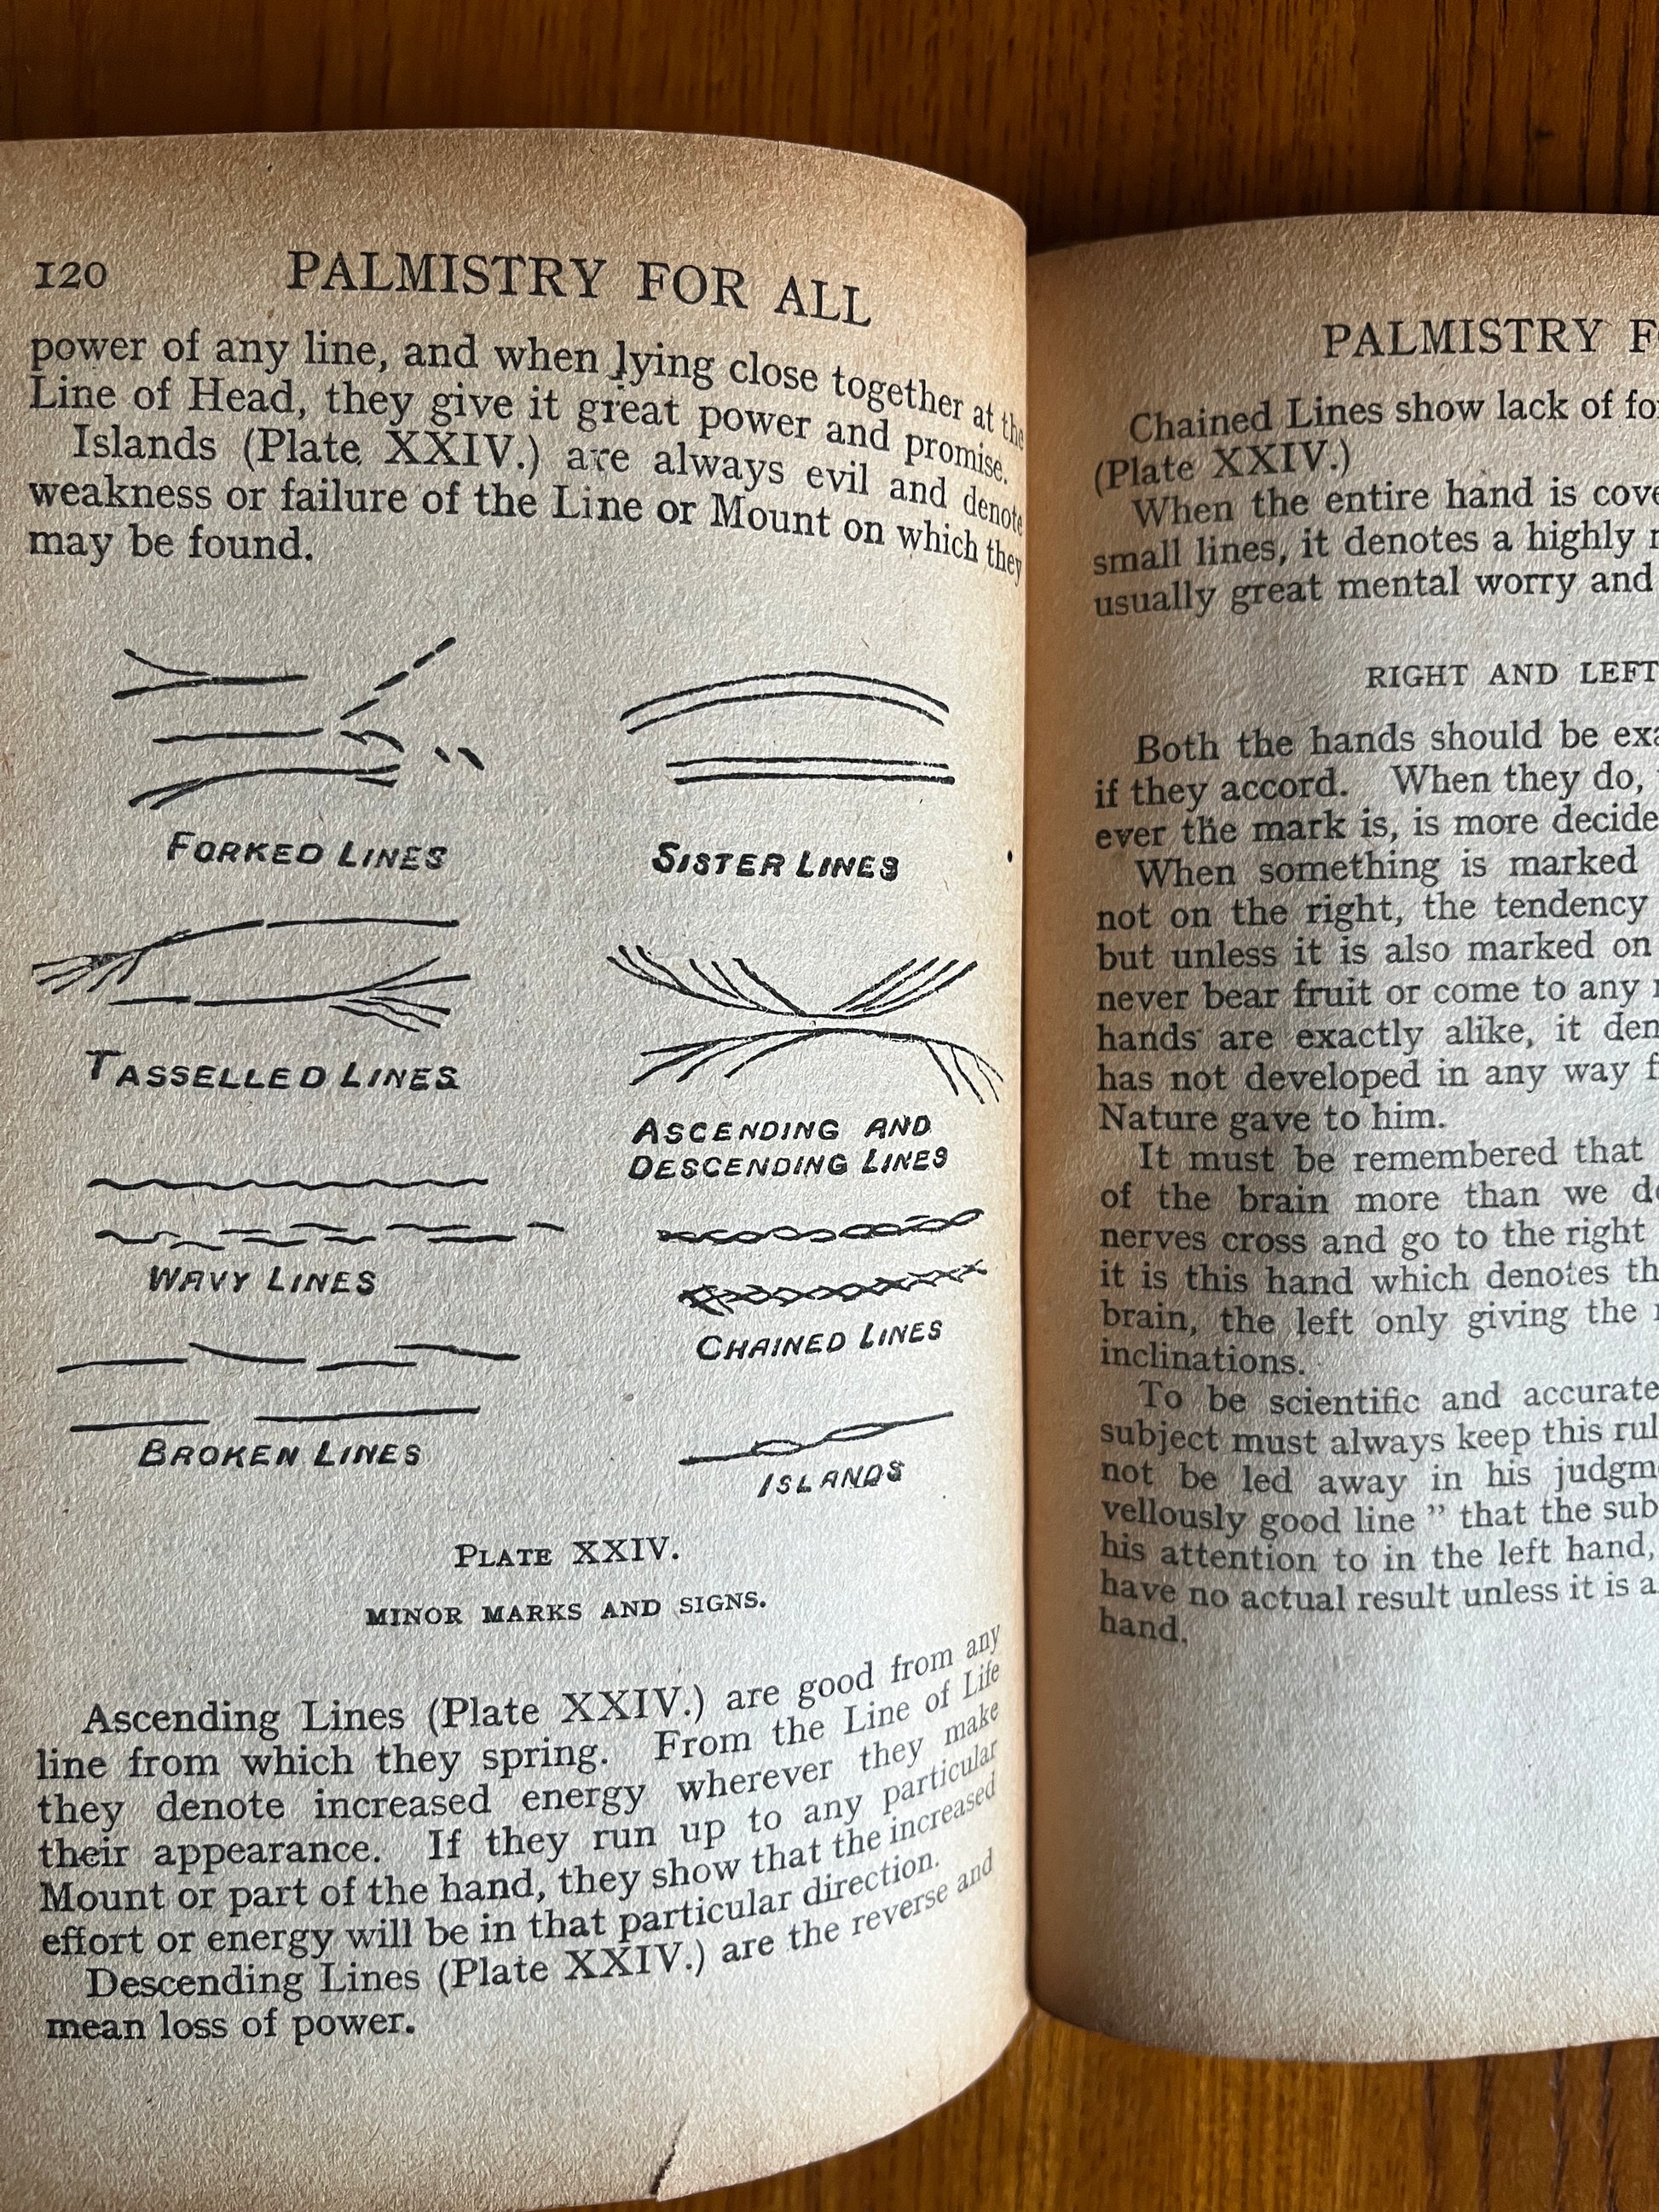 120 PALMISTRY FOR ALL
power of any line, and when lying close together at the
Line of Head, they give it great power and promise.
Islands (Plate XXIV.) are always evil and denote
weakness or failure of the Line or Mount on which they
may be found.
FORKED LINES
SISTER LINES
TASSELLED LINES
ASCENDING AND
DESCENDING LINES
WAVY LINES
CHAINED LINES
BROKEN LINES
ISLANDS
PLATE XXIV.
MINOR MARKS AND SIGNS.
Ascending Lines (Plate XXIV.) are good from any
line from which they spring. From the Line of Life
they denote increased energy wherever they make
their appearance. If they run up to any particular
Mount or part of the hand, they show that the increased
effort or energy will be in that particular direction.
Descending Lines (Plate XXIV.) are the reverse and
mean loss of power.
PALMISTRY
Chained Lines show lack of
(Plate XXIV.)
When the entire hand is
small lines, it denotes a highly
usually great mental worry and
RIGHT AND LEFT
Both the hands should be
if they accord. When they do,
ever the mark is, is more
When something is marked
not on the right, the tendency
but unless it is also marked on
never bear fruit or come to any
hands are exactly alike, it
has not developed in any way
Nature gave to him.
It must be remembered that
of the brain more than we
nerves cross and go to the right
it is this hand which denotes
brain, the left only giving the
inclinations.
To be scientific and accurate
subject must always keep this
not be led away in his
vellously good line " that the
his attention to in the left hand,
have no actual result unless it is
hand.